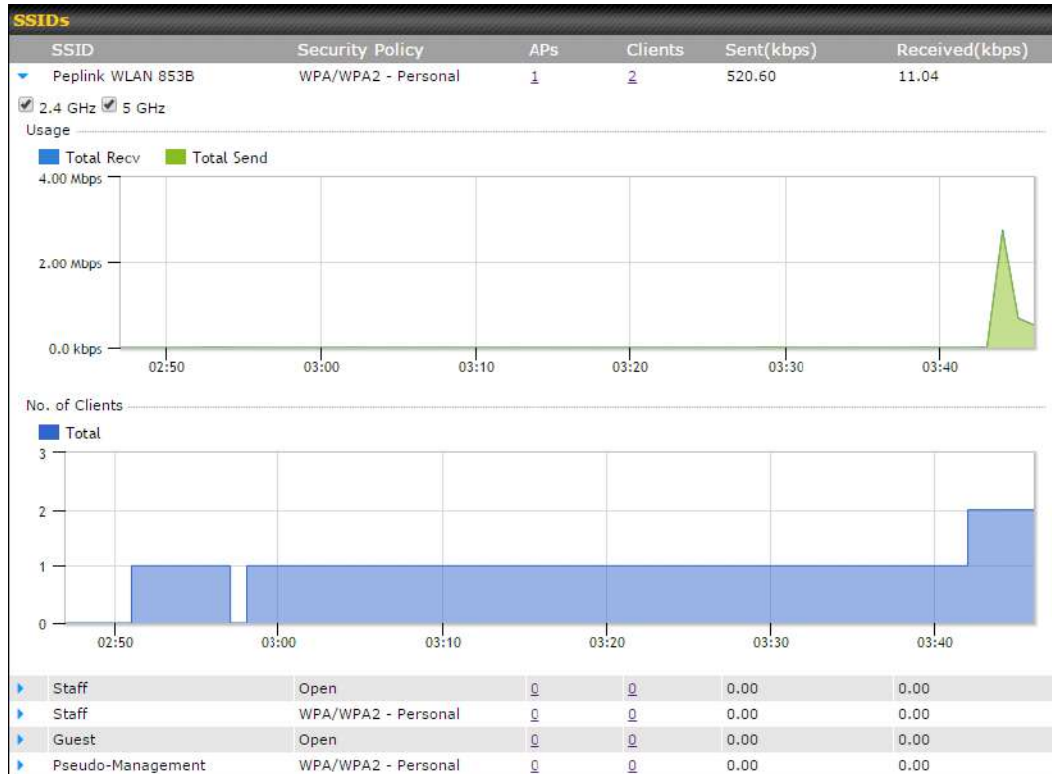 SSIDs
SSID Security Policy APs Clients Sent(kbps) Received(kbps)
Peplink WLAN 853B WPA/WPA2 - Personal 1 2 520.60 11.04
2.4 GHz 5 GHz
Usage
Total Recv Total Send
4.00 Mbps
2.00 Mbps
0.0 kbps
02:50 03:00 03:10 03:20 03:30 03:40
No. of Clients
Total
3
2
1
0
02:50 03:00 03:10 03:20 03:30 03:40
Staff Open 0 0 0.00 0.00
Staff WPA/WPA2 - Personal 0 0 0.00 0.00
Guest Open 0 0 0.00 0.00
Pseudo-Management WPA/WPA2 - Personal 0 0 0.00 0.00